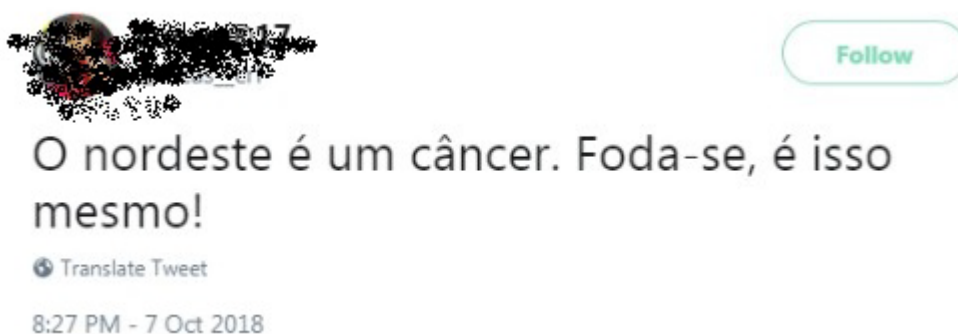 Follow
O nordeste é um câncer. Foda-se, é isso
mesmo!
Translate Tweet
8:27 PM - 7 Oct 2018